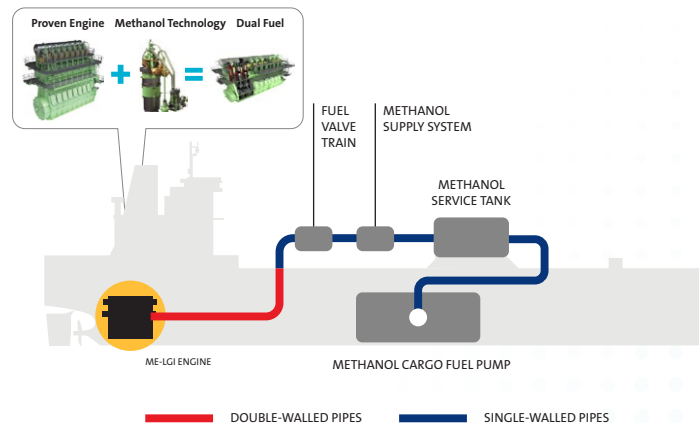 Proven Engine
Methanol Technology
Dual Fuel
FUEL
VALVE
TRAIN
METHANOL
SUPPLY SYSTEM
METHANOL
SERVICE TANK
ME-LGI ENGINE
METHANOL CARGO FUEL PUMP
DOUBLE-WALLED PIPES
SINGLE-WALLED PIPES